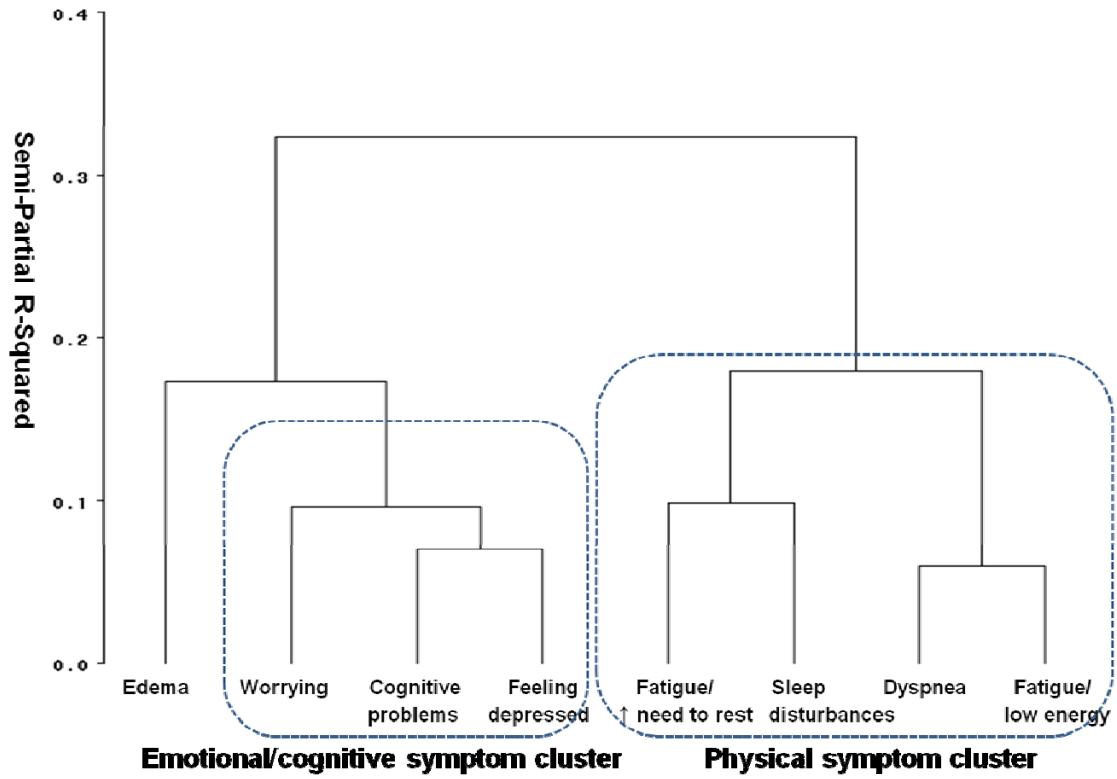 0.4
0.3
0.2
0.1
0.0
Semi-Partial R-Squared
Edema
Worrying
Cognitive
problems
Feeling
depressed
Fatigue/
↑ need to rest
Sleep
disturbances
Dyspnea
Fatigue/
low energy
Emotional/cognitive symptom cluster
Physical symptom cluster